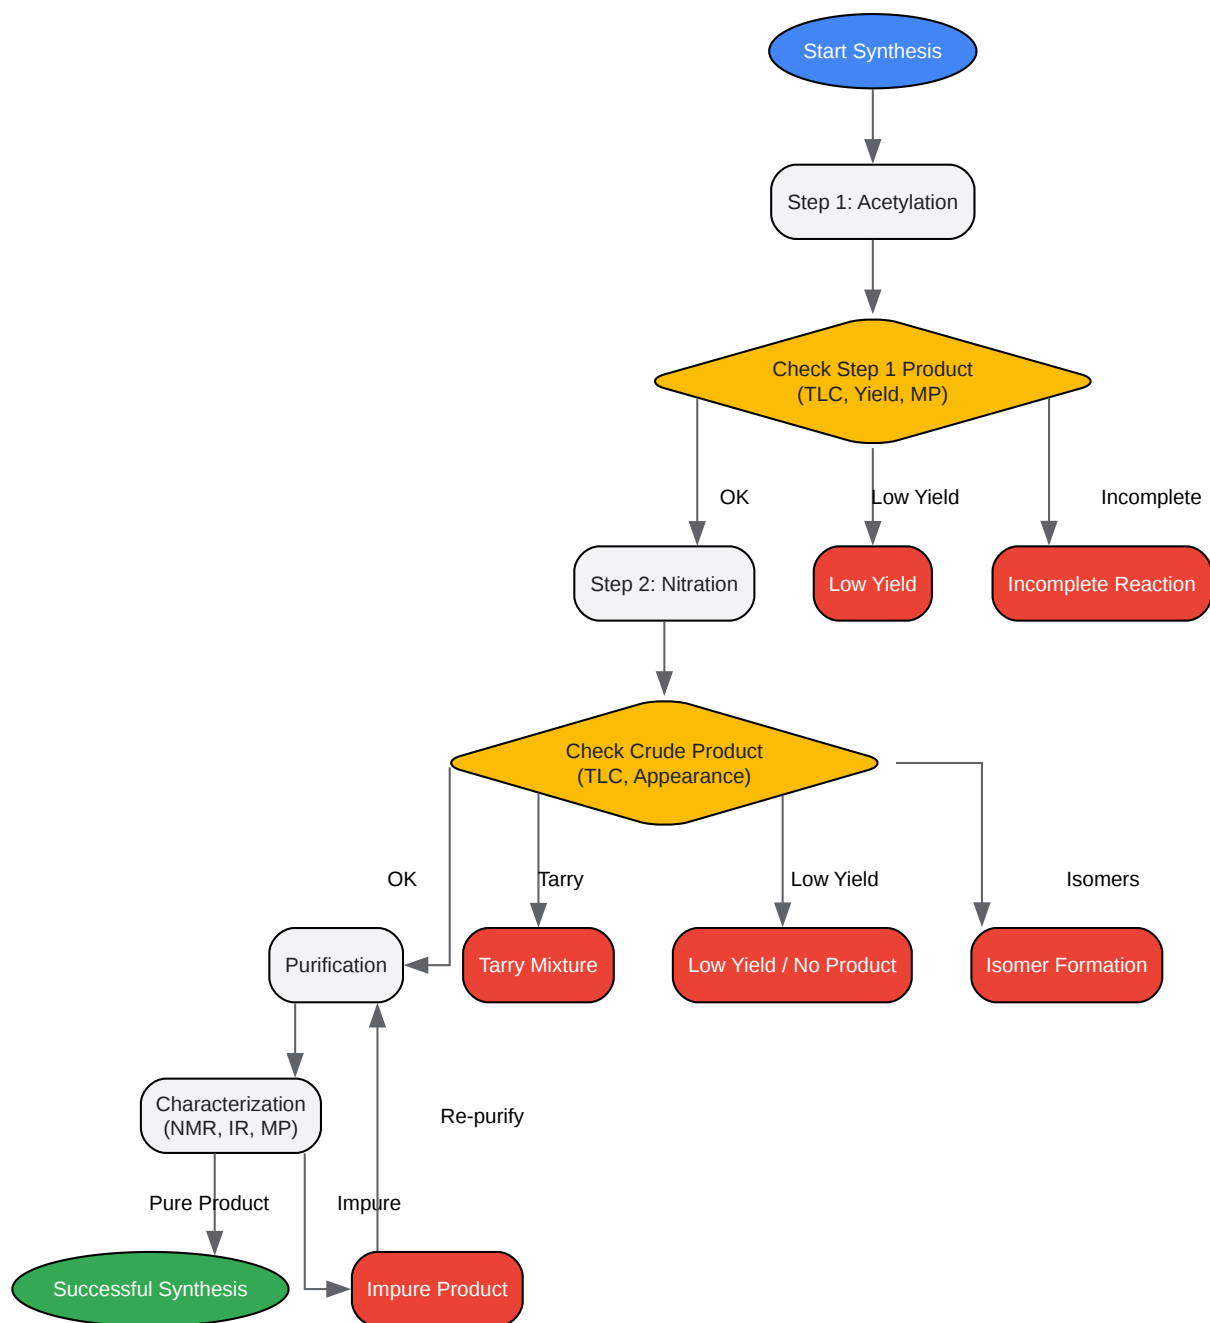 Start Synthesis
Step 1: Acetylation
Check Step 1 Product
(TLC, Yield, MP)
OK
Low Yield
Incomplete
Step 2: Nitration
Low Yield
Incomplete Reaction
Check Crude Product
(TLC, Appearance)
OK
Tarry
Low Yield
Isomers
Purification
Tarry Mixture
Low Yield / No Product
Isomer Formation
Characterization
(NMR, IR, MP)
Re-purify
Pure Product
Impure
Successful Synthesis
Impure Product